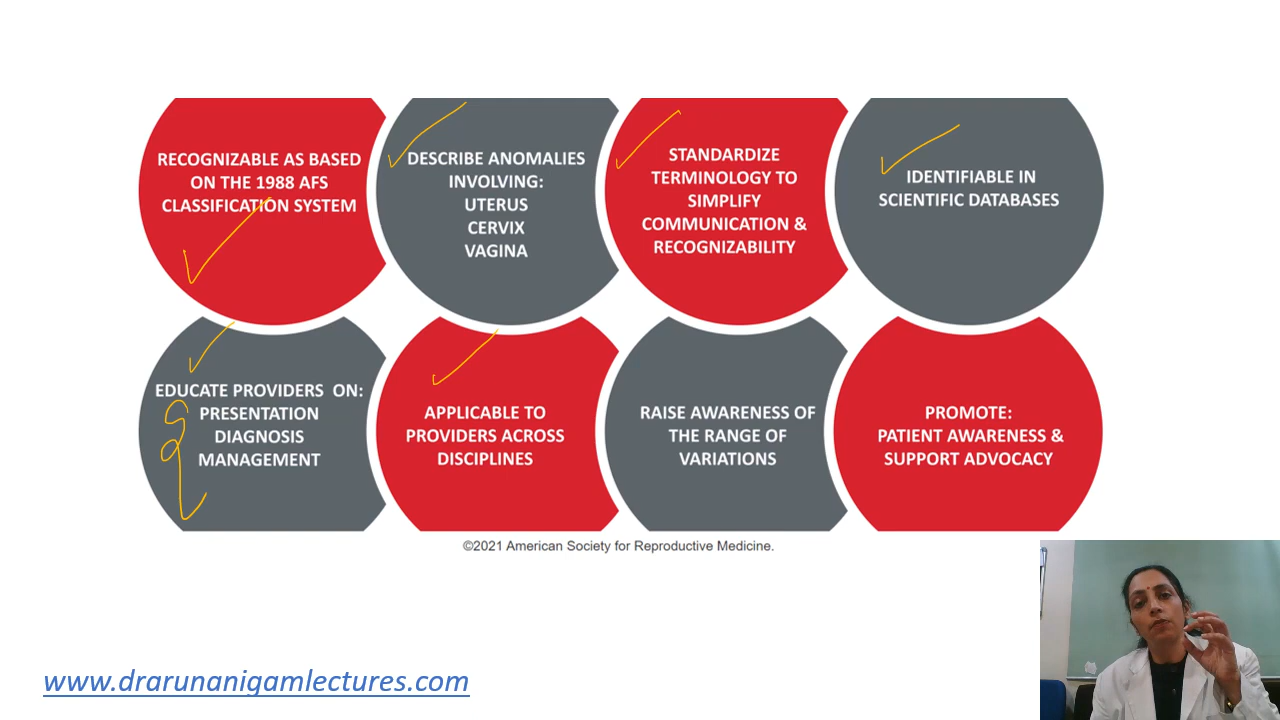 RECOGNIZABLE AS BASED
ON THE 1988 AFS
CLASSIFICATION SYSTEM
DESCRIBE ANOMALIES
INVOLVING:
UTERUS
CERVIX
VAGINA
STANDARDIZE
TERMINOLOGY TO
SIMPLIFY
COMMUNICATION &
RECOGNIZABILITY
IDENTIFIABLE IN
SCIENTIFIC DATABASES
EDUCATE PROVIDERS ON:
PRESENTATION
DIAGNOSIS
MANAGEMENT
APPLICABLE TO
PROVIDERS ACROSS
DISCIPLINES
RAISE AWARENESS OF
THE RANGE OF
VARIATIONS
PROMOTE:
PATIENT AWARENESS &
SUPPORT ADVOCACY
©2021 American Society for Reproductive Medicine.
www.drarunanigamlectures.com